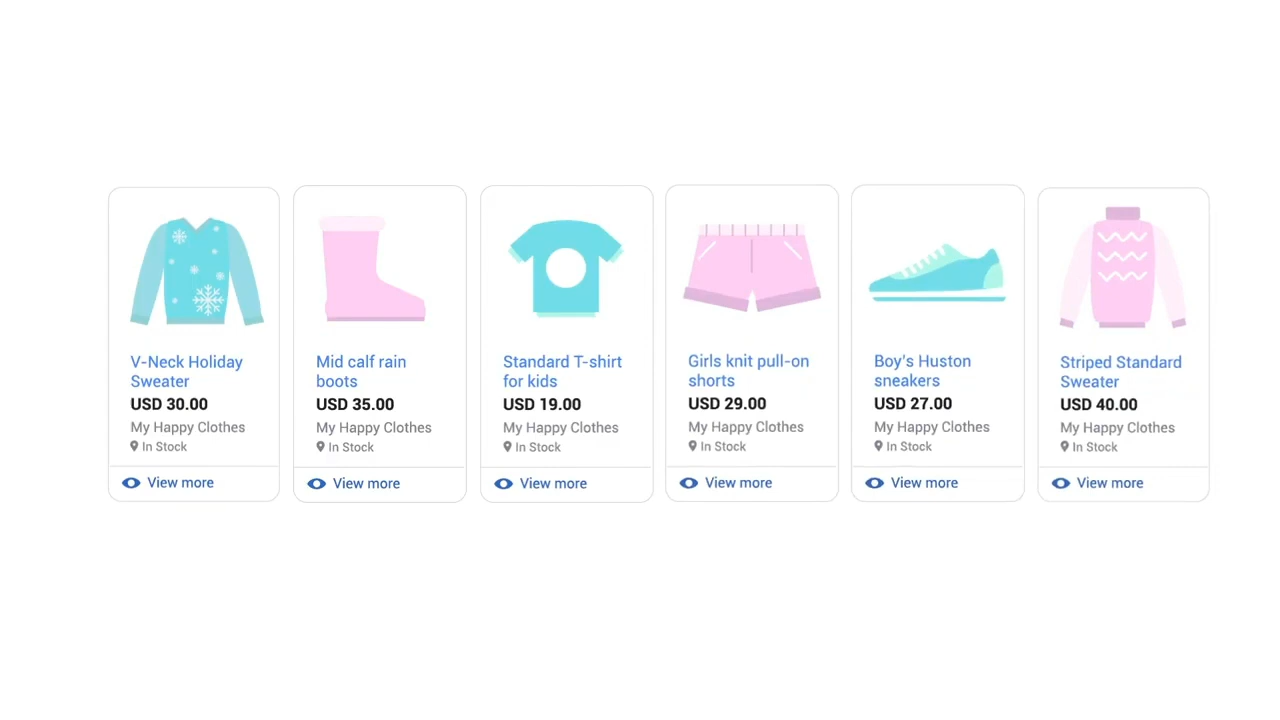 V-Neck Holiday
Sweater
USD 30.00
My Happy Clothes
In Stock
View more
Mid calf rain
boots
USD 35.00
My Happy Clothes
In Stock
View more
Standard T-shirt
for kids
USD 19.00
My Happy Clothes
In Stock
View more
Girls knit pull-on
shorts
USD 29.00
My Happy Clothes
In Stock
View more
Boy's Huston
sneakers
USD 27.00
My Happy Clothes
In Stock
View more
Striped Standard
Sweater
USD 40.00
My Happy Clothes
In Stock
View more